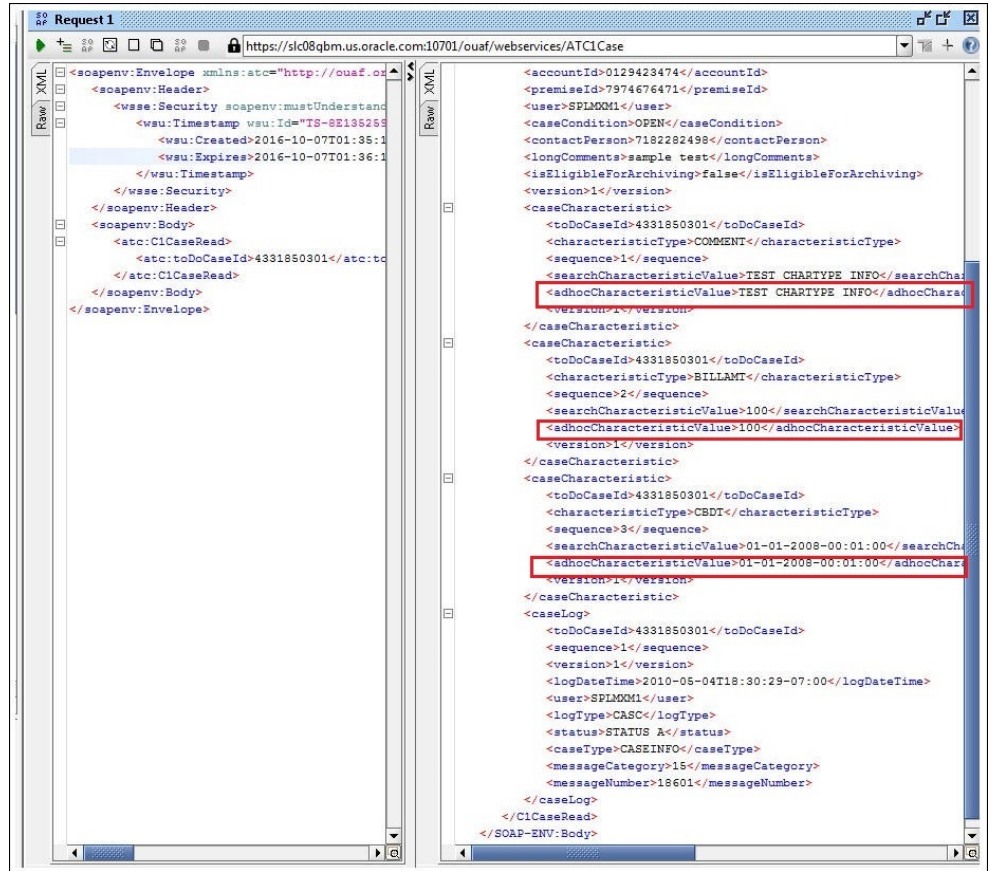 SO AP Request 1
https://slc08qbm.us.oracle.com:10701/ouaf/webservices/ATC1Case
XML
Raw
<soapenv:Envelope xmlns:atc="http://ouaf.or
<soapenv:Header>
<wsse:Security soapenv:mustUnderstand
<wsu:Timestamp wsu:Id="TS-8E135259
<wsu:Created>2016-10-07T01:35:1
<wsu:Expires>2016-10-07T01:36:1
</wsu:Timestamp>
</wsse:Security>
</soapenv:Header>
<soapenv:Body>
<atc:C1CaseRead>
<atc:toDoCaseId>4331850301</atc:to
</atc:C1CaseRead>
</soapenv:Body>
</soapenv:Envelope>
XML
Raw
<accountId>0129423474</accountId>
<premiseId>7974676471</premiseId>
<user>SPLMXM1</user>
<caseCondition>OPEN</caseCondition>
<contactPerson>7182282498</contactPerson>
<longComments>sample test</longComments>
<isEligibleForArchiving>false</isEligibleForArchiving>
<version>1</version>
<caseCharacteristic>
<toDoCaseId>4331850301</toDoCaseId>
<characteristicType>COMMENT</characteristicType>
<sequence>1</sequence>
<searchCharacteristicValue>TEST CHARTYPE INFO</searchChar
<adhocCharacteristicValue>TEST CHARTYPE INFO</adhocCharac
<version>1</version>
</caseCharacteristic>
<caseCharacteristic>
<toDoCaseId>4331850301</toDoCaseId>
<characteristicType>BILLAMT</characteristicType>
<sequence>2</sequence>
<searchCharacteristicValue>100</searchCharacteristicValue
<adhocCharacteristicValue>100</adhocCharacteristicValue>
<version>1</version>
</caseCharacteristic>
<caseCharacteristic>
<toDoCaseId>4331850301</toDoCaseId>
<characteristicType>CBDT</characteristicType>
<sequence>3</sequence>
<searchCharacteristicValue>01-01-2008-00:01:00</searchCha
<adhocCharacteristicValue>01-01-2008-00:01:00</adhocChara
<version>1</version>
</caseCharacteristic>
<caseLog>
<toDoCaseId>4331850301</toDoCaseId>
<sequence>1</sequence>
<version>1</version>
<logDateTime>2010-05-04T18:30:29-07:00</logDateTime>
<user>SPLMXM1</user>
<logType>CASC</logType>
<status>STATUS A</status>
<caseType>CASEINFO</caseType>
<messageCategory>15</messageCategory>
<messageNumber>18601</messageNumber>
</caseLog>
</C1CaseRead>
</SOAP-ENV:Body>